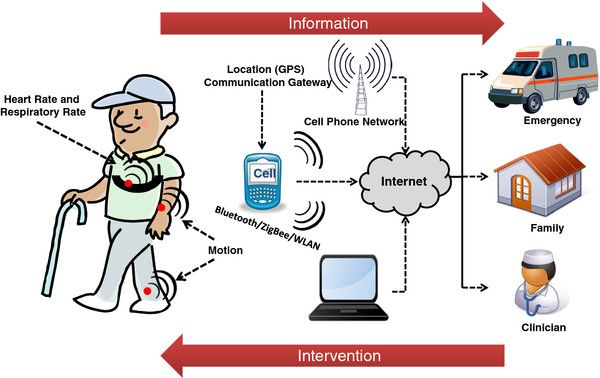 Information
Location (GPS)
Communication Gateway
Heart Rate and
Respiratory Rate
Cell Phone Network
Emergency
Cell
Internet
Bluetooth/ZigBee/WLAN
Family
Motion
Clinician
Intervention